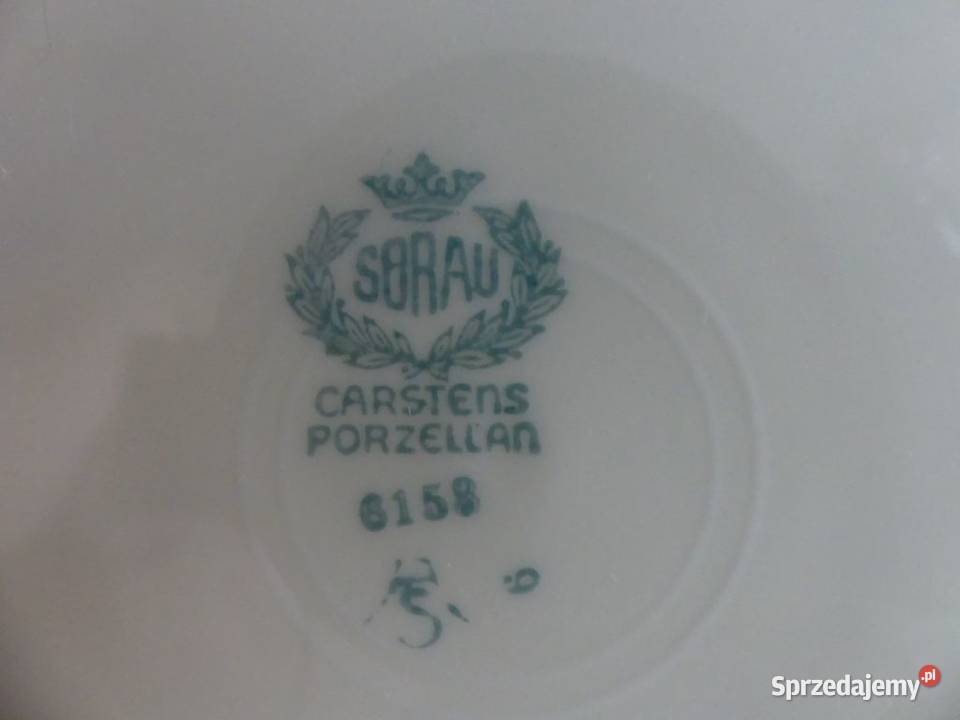 SORAU
CARSTENS
PORZELLAN
6158
Sprzedajemy.pl